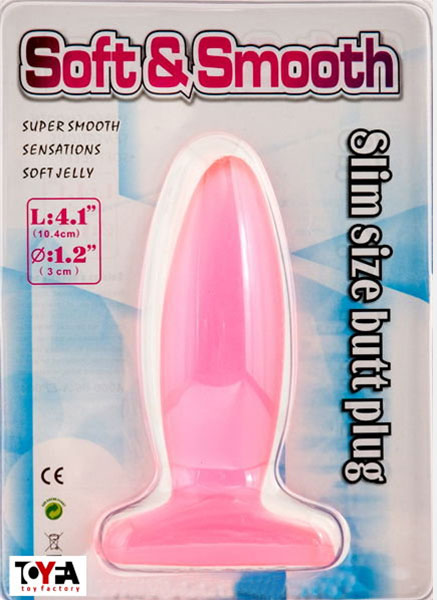 Soft & Smooth
SUPER SMOOTH
SENSATIONS
SOFT JELLY
Slim size butt plug
L:4.1"
(10.4cm)
Ø:1.2"
(3 cm)
CE
TOYFA
toy factory